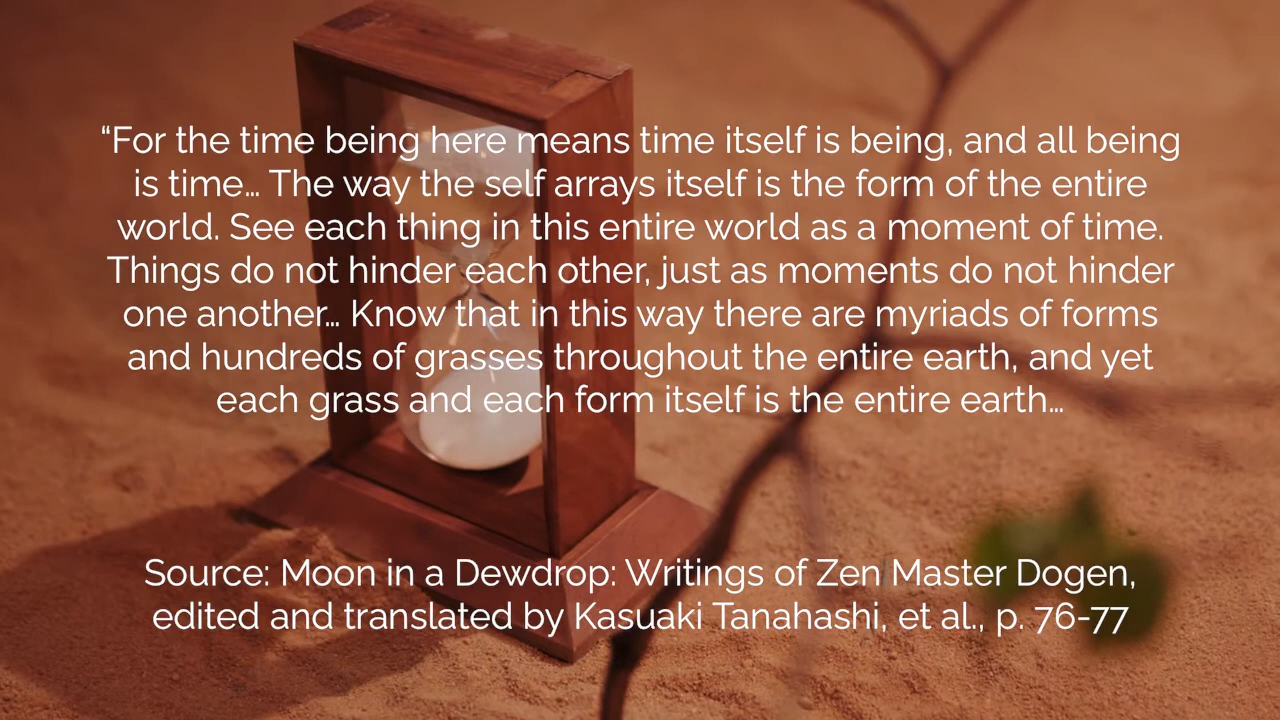 “For the time being here means time itself is being, and all being
is time… The way the self arrays itself is the form of the entire
world. See each thing in this entire world as a moment of time.
Things do not hinder each other, just as moments do not hinder
one another… Know that in this way there are myriads of forms
and hundreds of grasses throughout the entire earth, and yet
each grass and each form itself is the entire earth…
Source: Moon in a Dewdrop: Writings of Zen Master Dogen,
edited and translated by Kasuaki Tanahashi, et al., p. 76-77